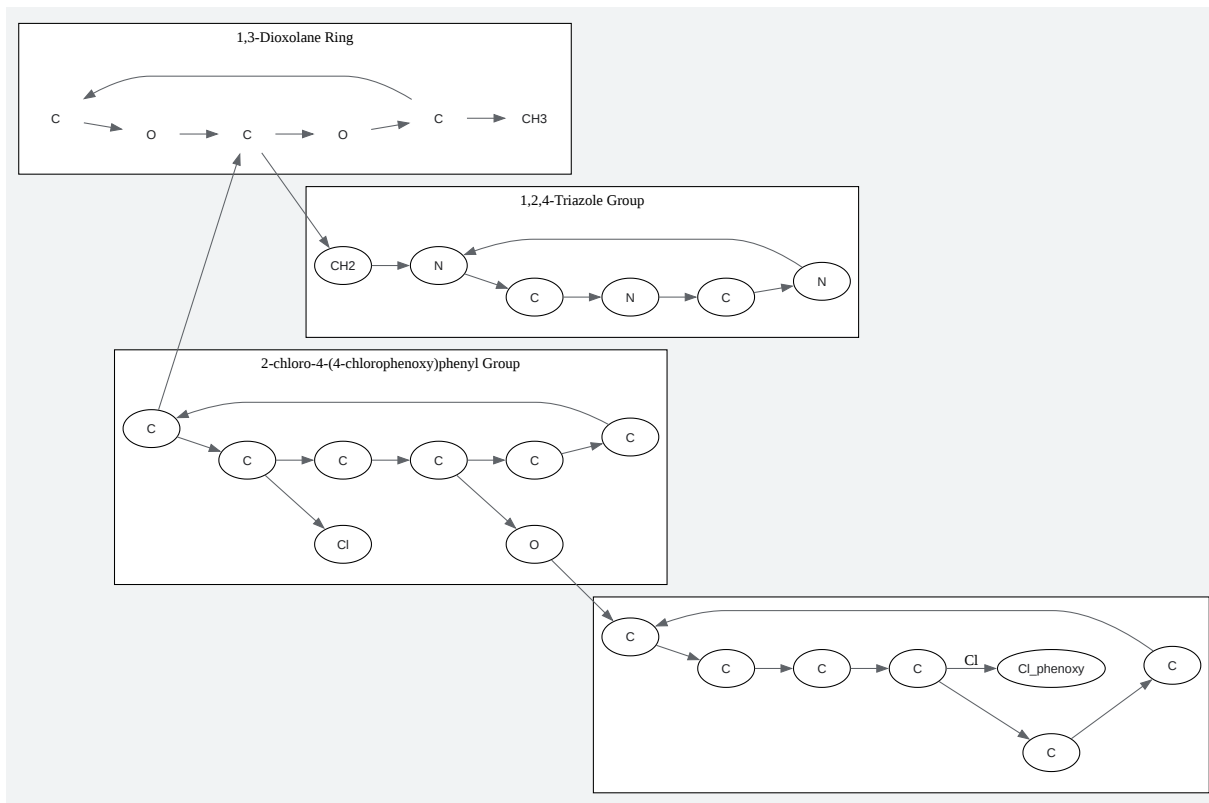 1,3-Dioxolane Ring
C
O
C
O
C
CH3
1,2,4-Triazole Group
CH2
N
C
N
C
N
2-chloro-4-(4-chlorophenoxy)phenyl Group
C
C
C
C
C
C
Cl
O
C
C
C
C
Cl
Cl_phenoxy
C
C